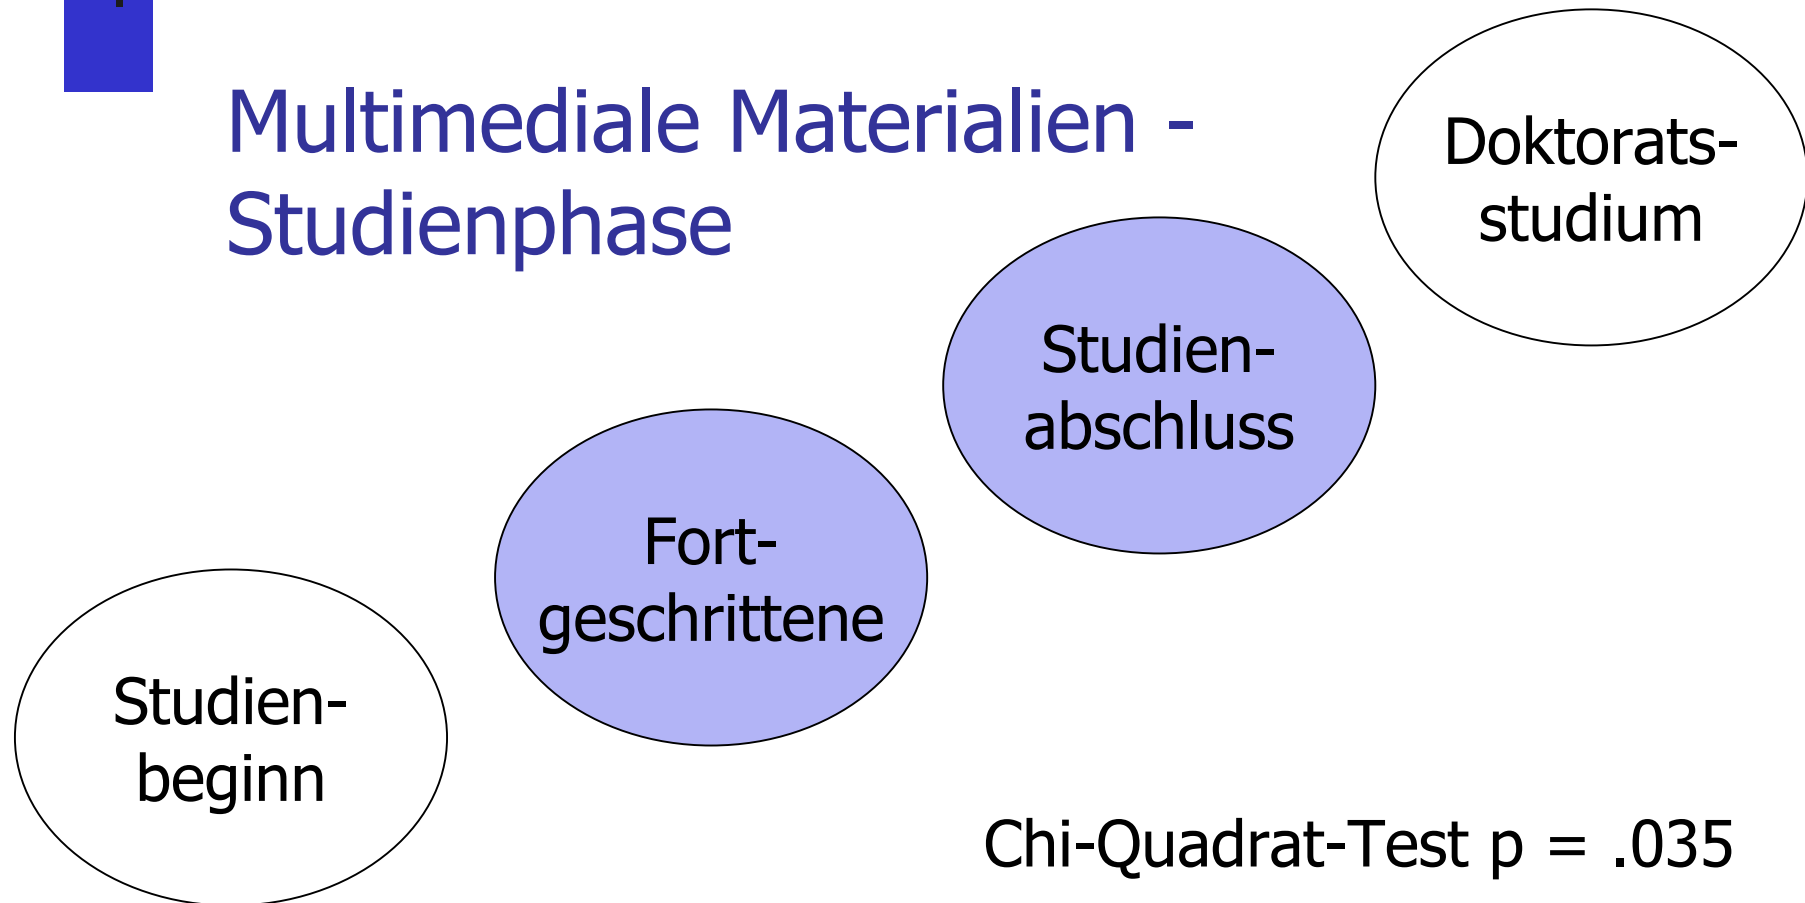 Multimediale Materialien -
Studienphase
Doktorats-
studium
Studien-
abschluss
Fort-
geschrittene
Studien-
beginn
Chi-Quadrat-Test p = .035